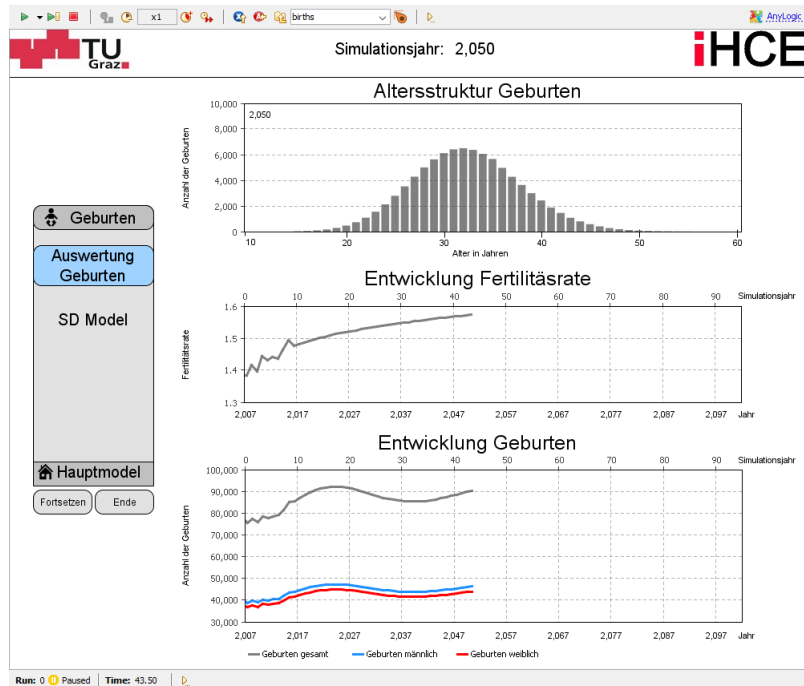 x1
births
AnyLogic
TU
Graz
Simulationsjahr: 2,050
iHCE
Altersstruktur Geburten
10,000
8,000
6,000
4,000
2,000
0
Anzahl der Geburten
2,050
10
20
30
40
50
60
Alter in Jahren
Geburten
Auswertung
Geburten
SD Model
Hauptmodel
Fortsetzen
Ende
Entwicklung Fertilitäsrate
0
10
20
30
40
50
60
70
80
90
Simulationsjahr
1.6
1.5
1.4
1.3
Fertilitäsrate
2,007
2,017
2,027
2,037
2,047
2,057
2,067
2,077
2,087
2,097
Jahr
Entwicklung Geburten
0
10
20
30
40
50
60
70
80
90
Simulationsjahr
100,000
90,000
80,000
70,000
60,000
50,000
40,000
30,000
Anzahl der Geburten
2,007
2,017
2,027
2,037
2,047
2,057
2,067
2,077
2,087
2,097
Jahr
Geburten gesamt
Geburten männlich
Geburten weiblich
Run: 0 Paused Time: 43.50